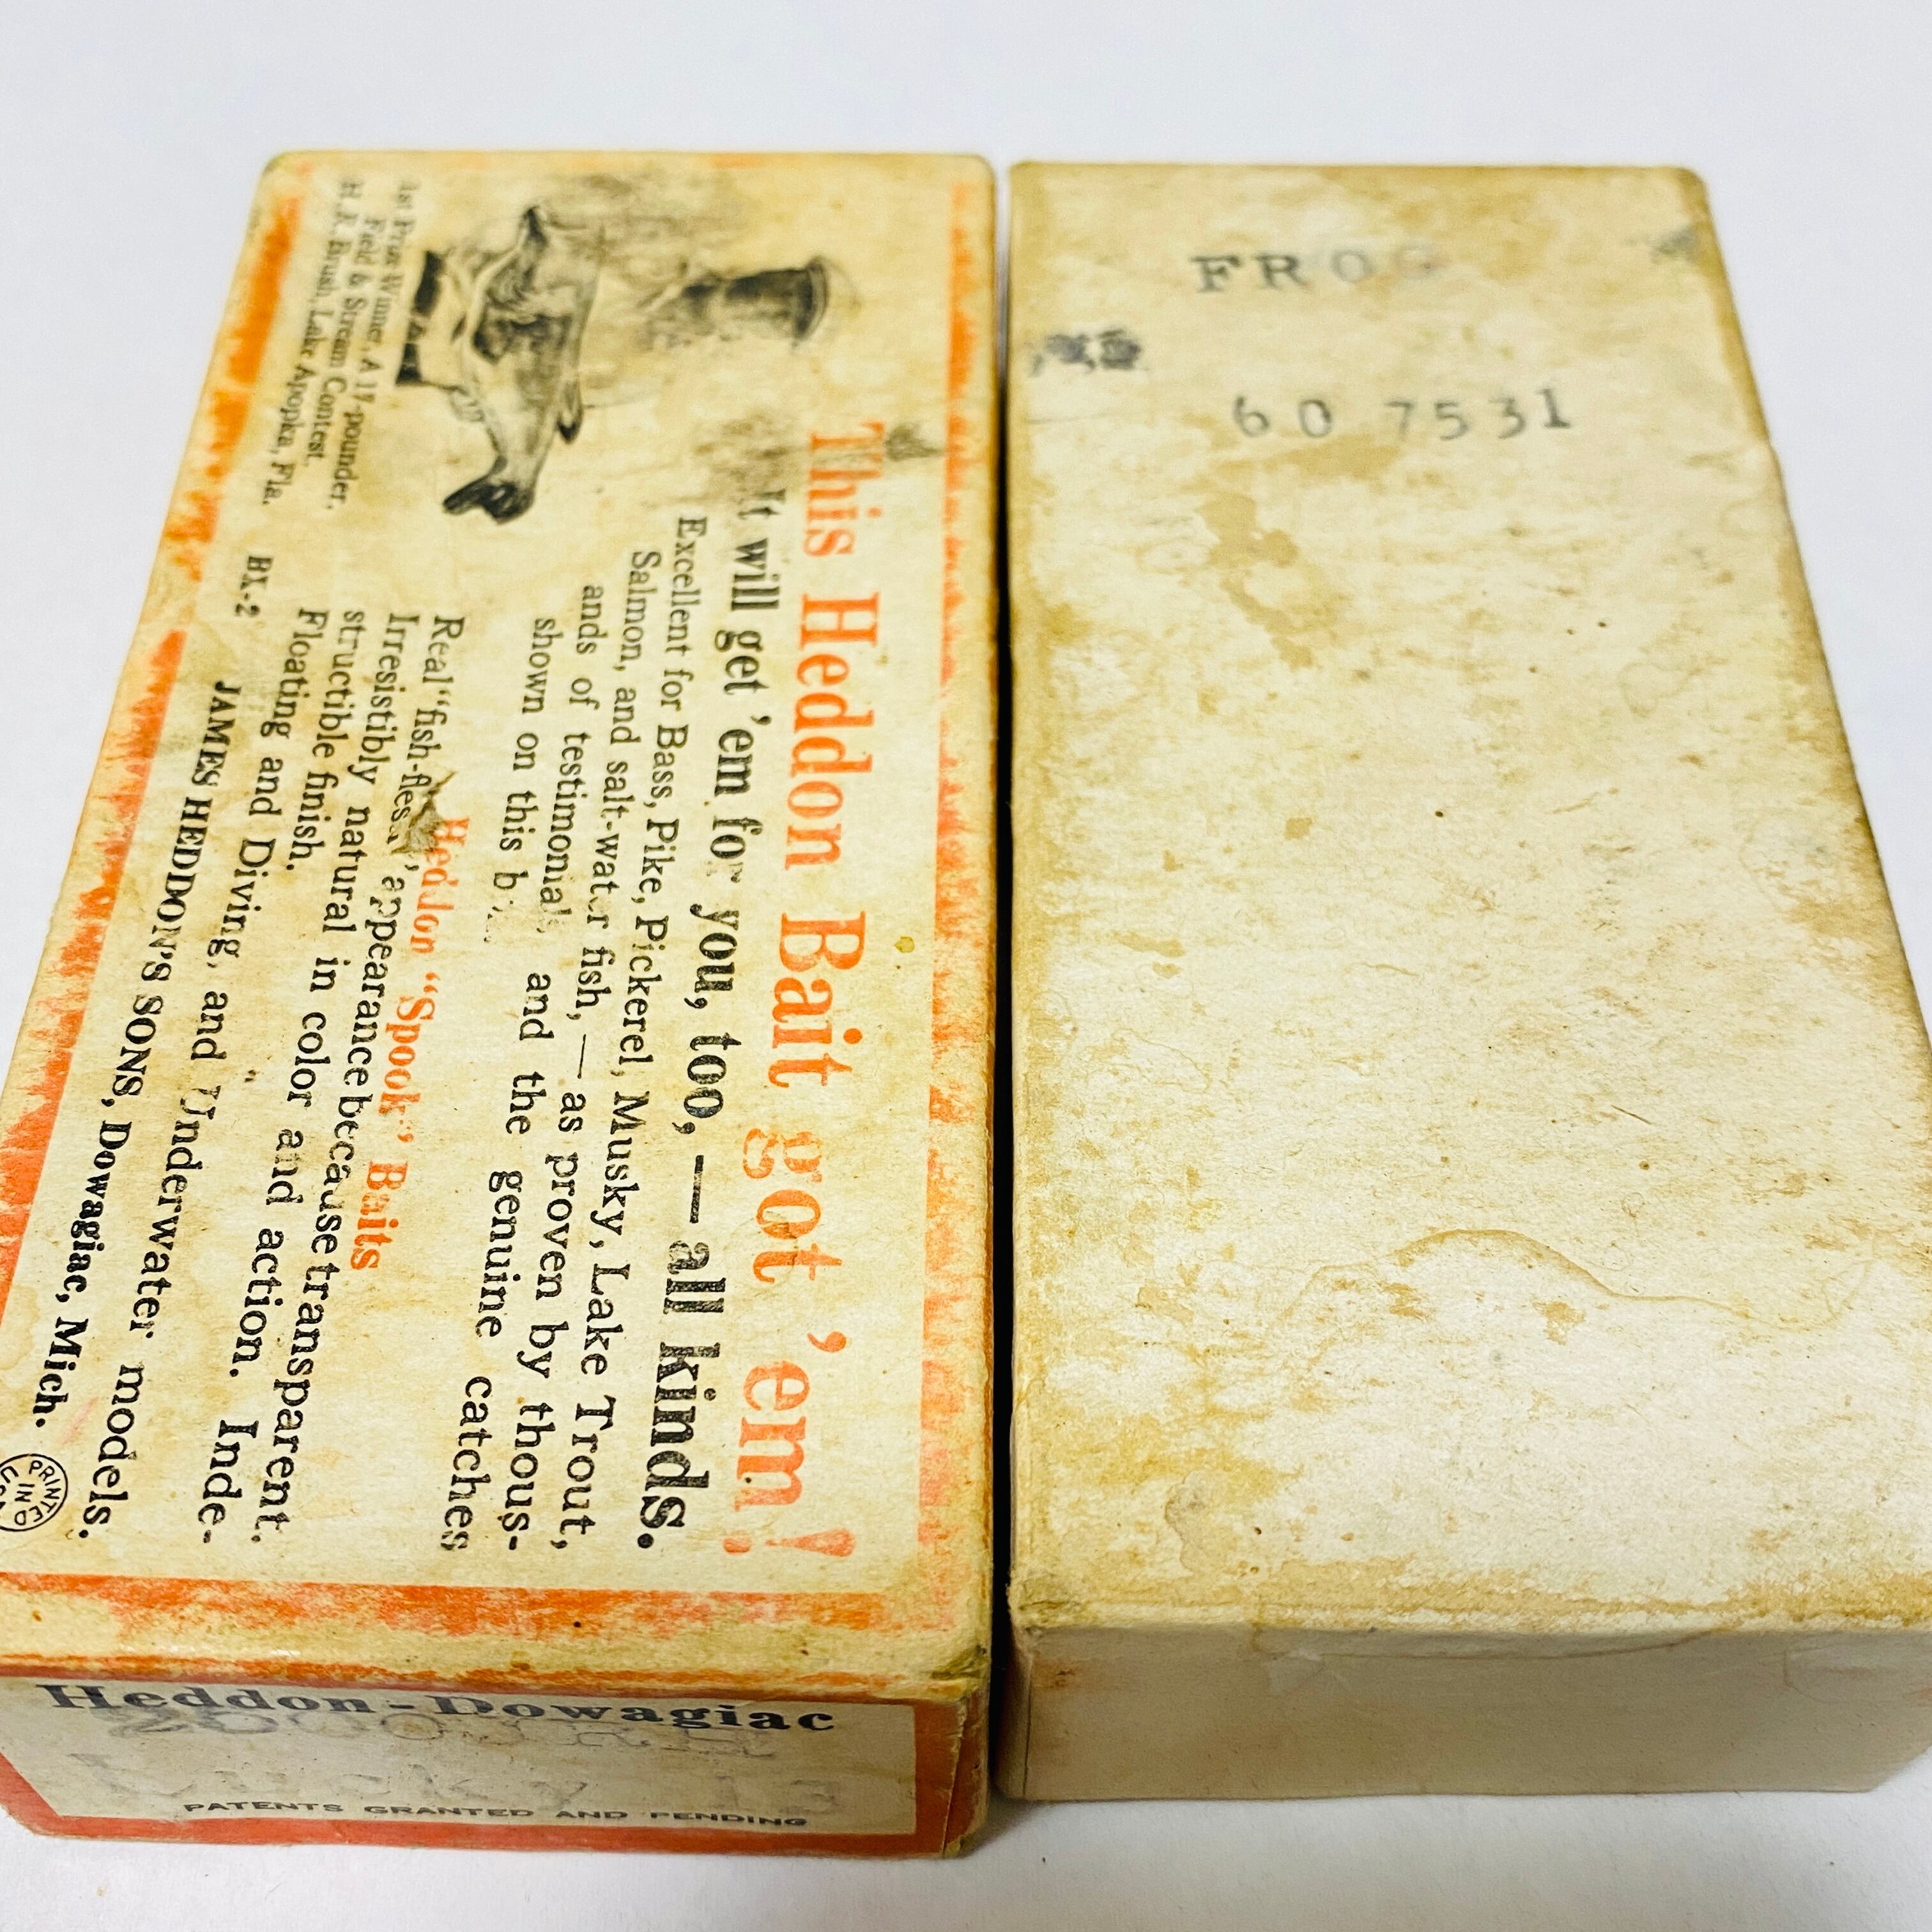 This Heddon Bait got 'em!
It will get 'em for you, too, — all kinds.
Excellent for Bass, Pike, Pickerel, Musky, Lake Trout,
Salmon, and salt-water fish, — as proven by thous-
ands of testimonials, and the genuine catches
shown on this
Heddon "Spook" Baits
Real "fish-flesh" appearance because transparent.
Irresistibly natural in color and action. Inde-
structible finish.
Floating and Diving, and Underwater models.
JAMES HEDDON'S SONS, Dowagiac, Mich.
BX-2
1st Prize Winner, A 17-pounder,
Field & Stream Contest.
Brush, Lake Apopka, Fla.
PRINTED
IN
Heddon-Dowagiac
Lucky 13
PATENTS GRANTED AND PENDING
FROG
60 7531